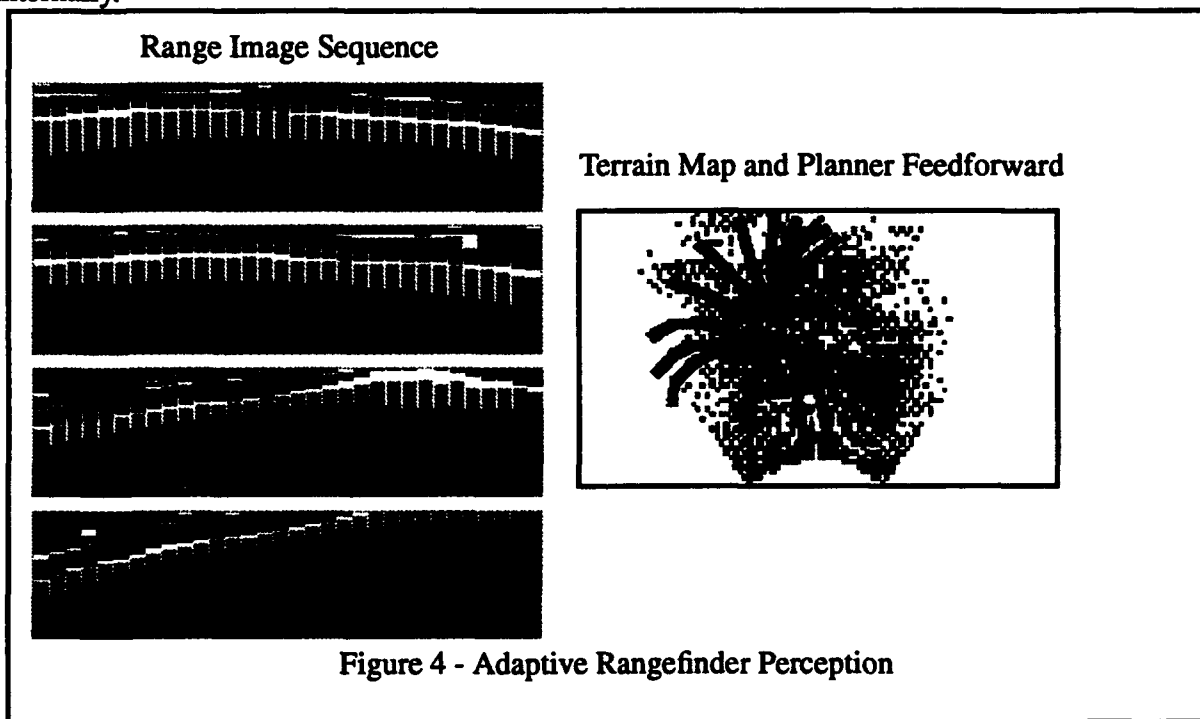 Range Image Sequence
Terrain Map and Planner Feedforward
Figure 4 - Adaptive Rangefinder Perception